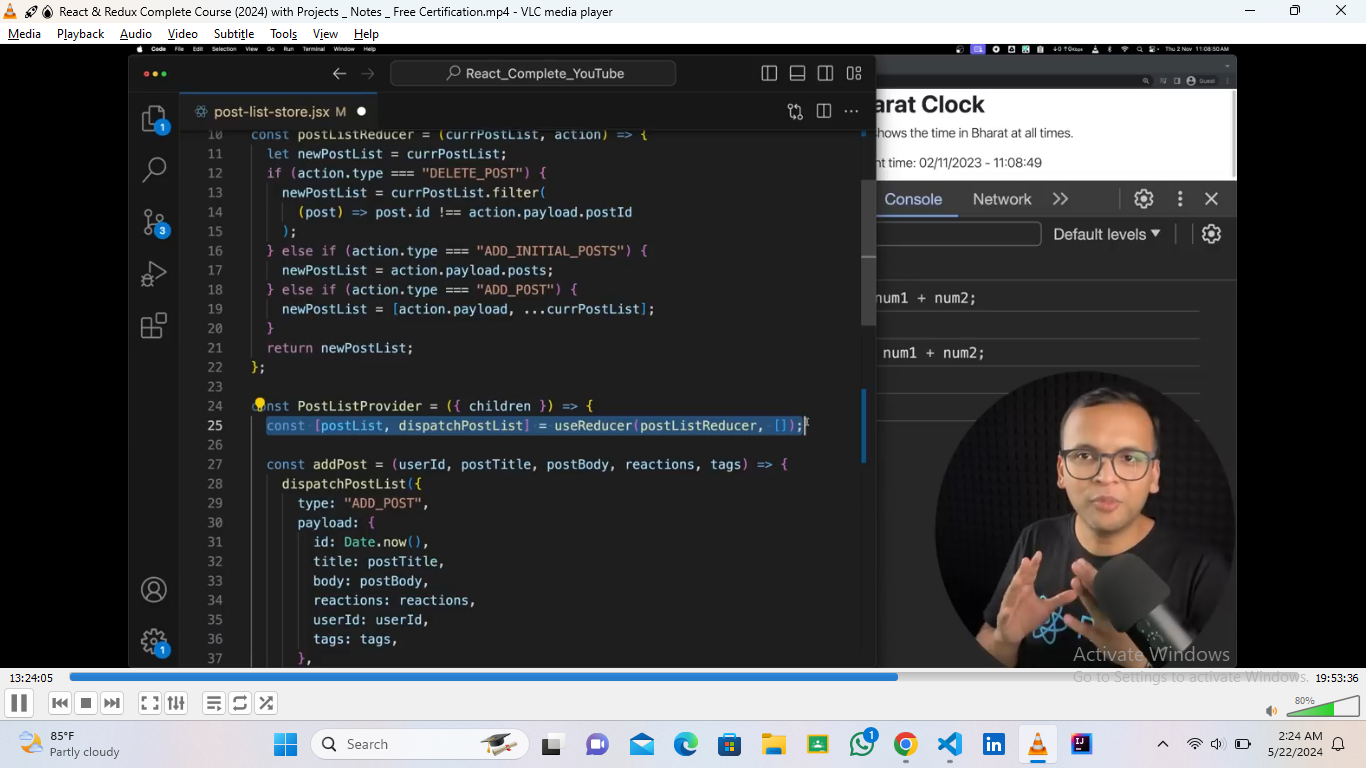 React & Redux Complete Course (2024) with Projects _ Notes _ Free Certification.mp4 - VLC media player
Media Playback Audio Video Subtitle Tools View Help
Code File Edit Selection View Go Run Terminal Window Help
Thu 2 Nov 11:08:50 AM
React_Complete_YouTube
Guest
post-list-store.jsx M
arat Clock
shows the time in Bharat at all times.
nt time: 02/11/2023 - 11:08:49
Console Network
Default levels
num1 + num2;
num1 + num2;
1
3
1
10 const postListReducer = (currPostList, action) => {
11 let newPostList = currPostList;
12 if (action.type === "DELETE_POST") {
13 newPostList = currPostList.filter(
14 (post) => post.id !== action.payload.postId
15 );
16 } else if (action.type === "ADD_INITIAL_POSTS") {
17 newPostList = action.payload.posts;
18 } else if (action.type === "ADD_POST") {
19 newPostList = [action.payload, ...currPostList];
20 }
21 return newPostList;
22 };
23
24 const PostListProvider = ({ children }) => {
25 const [postList, dispatchPostList] = useReducer(postListReducer, []);
26
27 const addPost = (userId, postTitle, postBody, reactions, tags) => {
28 dispatchPostList({
29 type: "ADD_POST",
30 payload: {
31 id: Date.now(),
32 title: postTitle,
33 body: postBody,
34 reactions: reactions,
35 userId: userId,
36 tags: tags,
37 },
Activate Windows
Go to Settings to activate Windows.
13:24:05
19:53:36
80%
85°F
Partly cloudy
Search
1
2:24 AM
5/22/2024